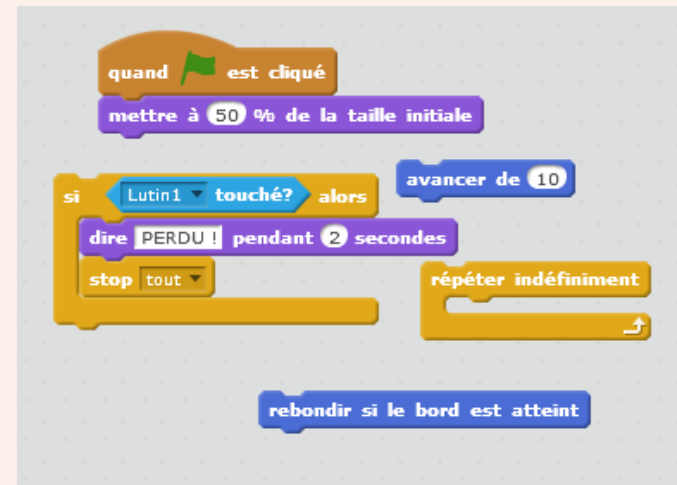 quand est cliqué
mettre à 50 % de la taille initiale
si Lutin1 touché? alors
dire PERDU ! pendant 2 secondes
stop tout
avancer de 10
répéter indéfiniment
rebondir si le bord est atteint